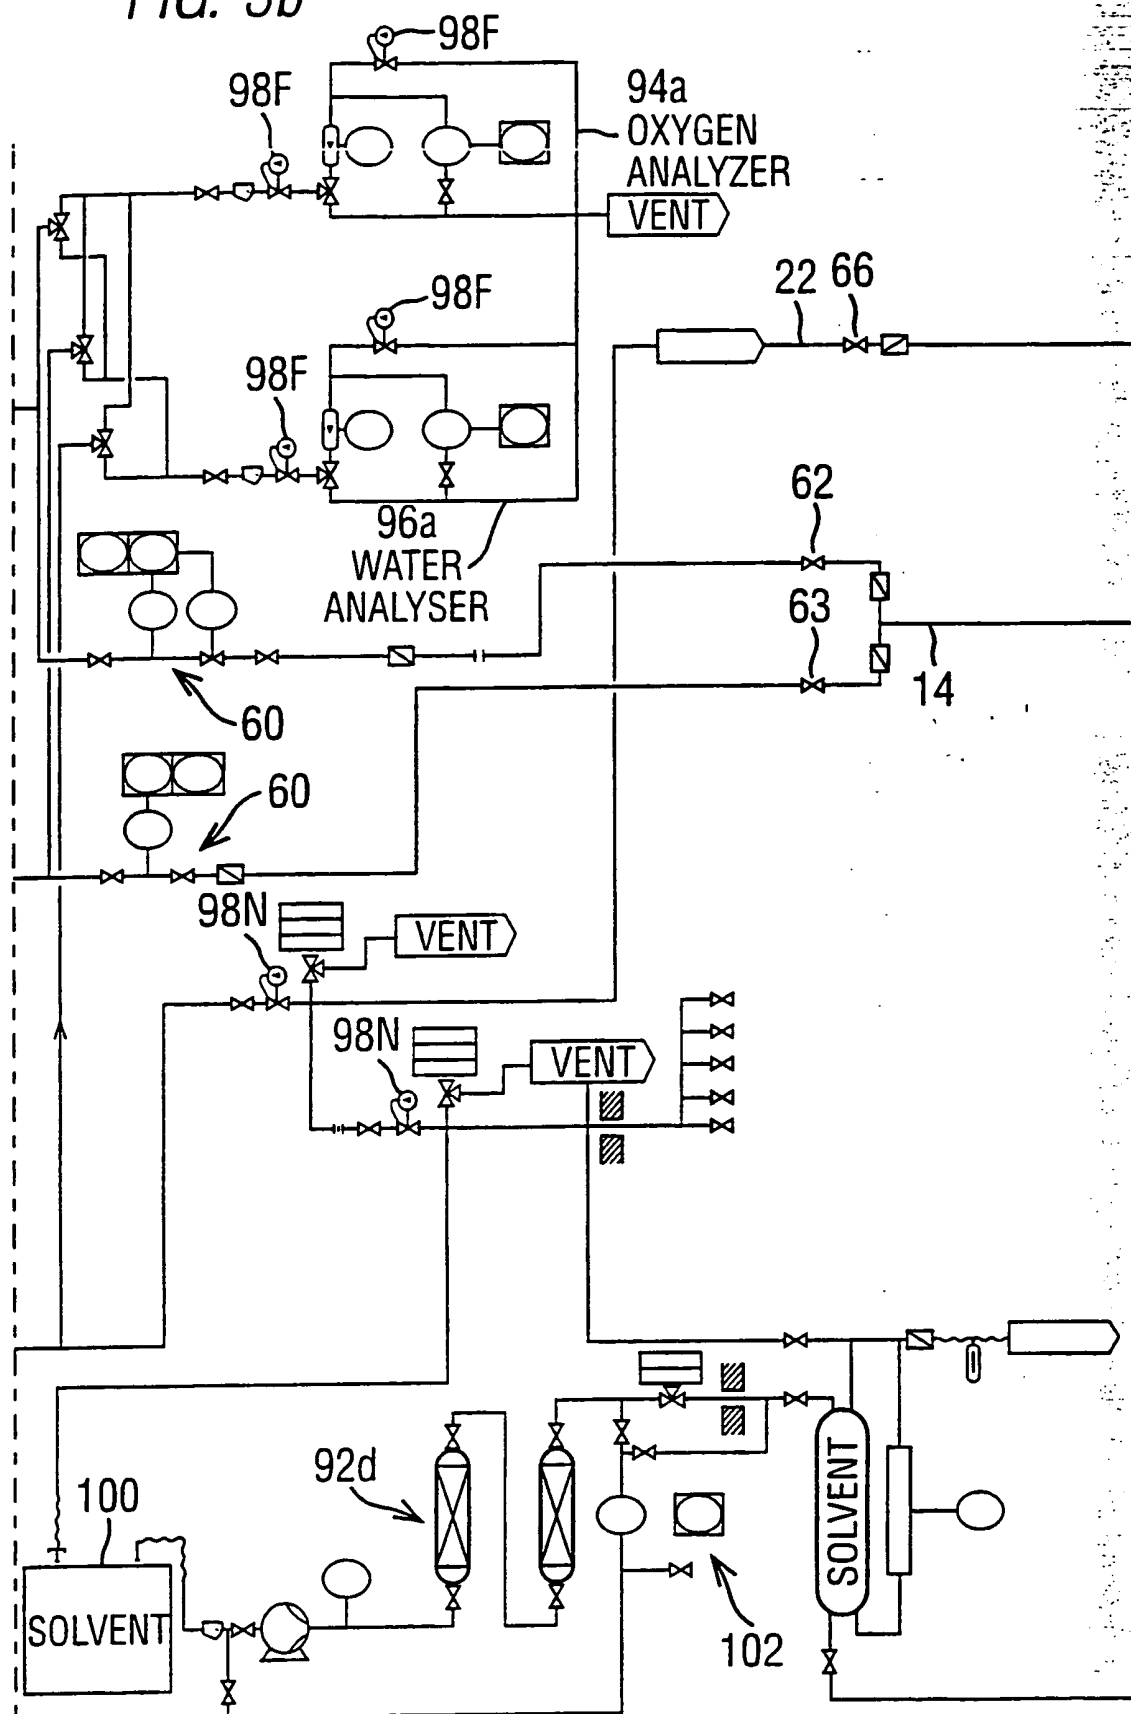 FIG. 5b
98F
98F
94a
OXYGEN
ANALYZER
VENT
98F
22 66
98F
62
96a
WATER
ANALYSER
63
14
60
60
98N
VENT
98N
VENT
92d
100
SOLVENT
SOLVENT
102